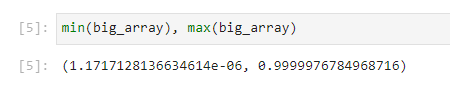 [5]: min(big_array), max(big_array)
[5]: (1.1717128136634614e-06, 0.9999976784968716)